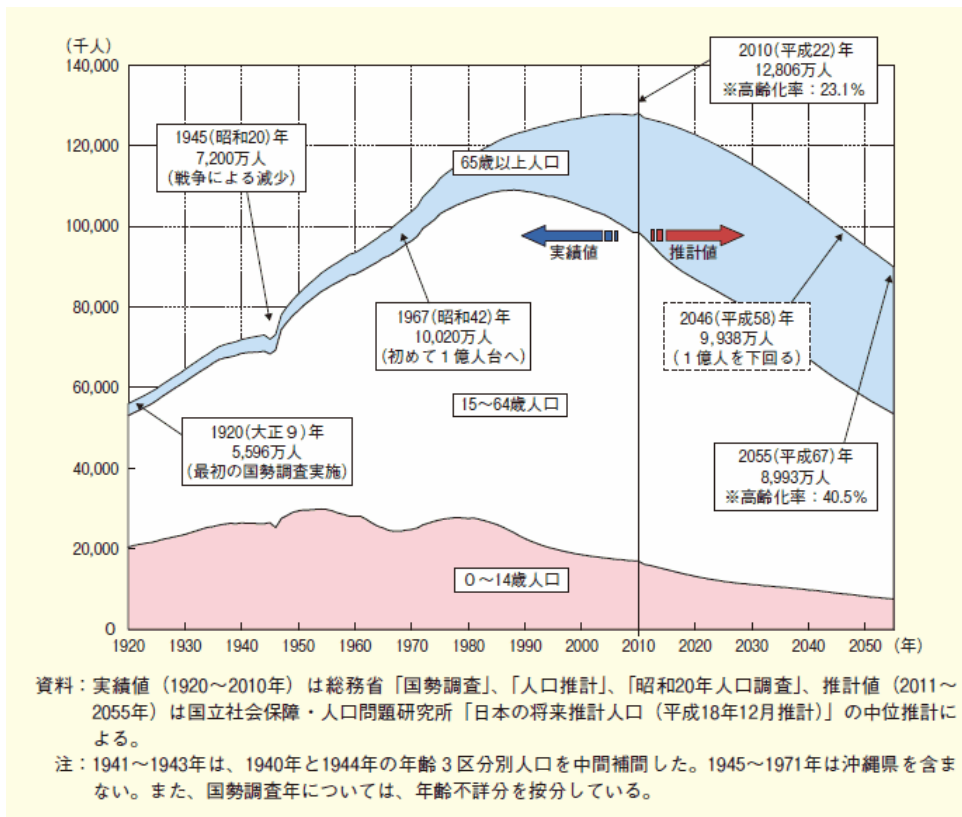 （千人）
140,000
120,000
100,000
80,000
60,000
40,000
20,000
0
1920 1930 1940 1950 1960 1970 1980 1990 2000 2010 2020 2030 2040 2050（年）
2010（平成22）年
12,806万人
※高齢化率：23.1％
1945（昭和20）年
7,200万人
（戦争による減少）
65歳以上人口
実績値
推計値
1967（昭和42）年
10,020万人
（初めて１億人台へ）
2046（平成58）年
9,938万人
（１億人を下回る）
15～64歳人口
1920（大正９）年
5,596万人
（最初の国勢調査実施）
2055（平成67）年
8,993万人
※高齢化率：40.5％
０～14歳人口
資料：実績値（1920～2010年）は総務省「国勢調査」、「人口推計」、「昭和20年人口調査」、推計値（2011～
2055年）は国立社会保障・人口問題研究所「日本の将来推計人口（平成18年12月推計）」の中位推計に
よる。
注：1941～1943年は、1940年と1944年の年齢３区分別人口を中間補間した。1945～1971年は沖縄県を含ま
ない。また、国勢調査年については、年齢不詳分を按分している。